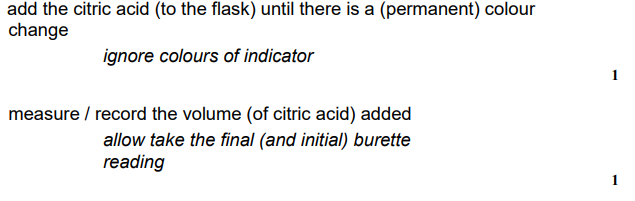 add the citric acid (to the flask) until there is a (permanent) colour
change
ignore colours of indicator
1
measure / record the volume (of citric acid) added
allow take the final (and initial) burette
reading
1